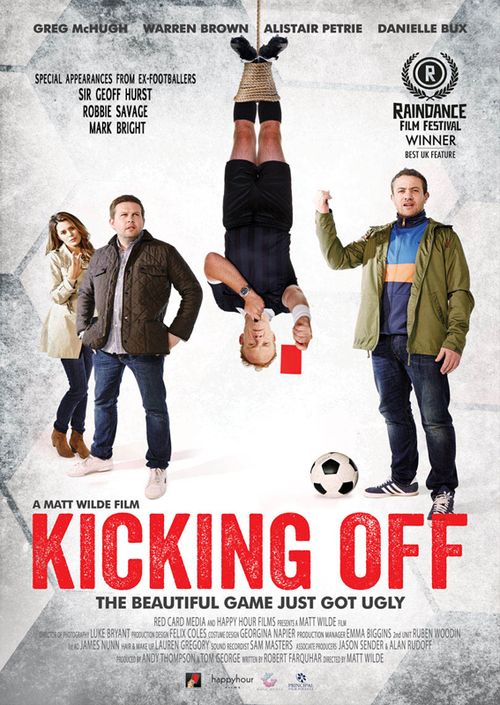 GREG McHUGH WARREN BROWN ALISTAIR PETRIE DANIELLE BUX
SPECIAL APPEARANCES FROM EX-FOOTBALLERS
SIR GEOFF HURST
ROBBIE SAVAGE
MARK BRIGHT
R
RAINDANCE
FILM FESTIVAL
WINNER
BEST UK FEATURE
A MATT WILDE FILM
KICKING OFF
THE BEAUTIFUL GAME JUST GOT UGLY
RED CARD MEDIA AND HAPPY HOUR FILMS PRESENTS A MATT WILDE FILM
DIRECTOR OF PHOTOGRAPHY LUKE BRYANT PRODUCTION DESIGN FELIX COLES COSTUME DESIGN GEORGINA NAPIER PRODUCTION MANAGER EMMA BIGGINS 2nd UNIT RUBEN WOODIN
1st AD JAMES NUNN HAIR & MAKE UP LAUREN GREGORY SOUND RECORDIST SAM MASTERS ASSOCIATE PRODUCERS JASON SENDER & ALAN RUDOFF
PRODUCED BY ANDY THOMPSON & TOM GEORGE WRITTEN BY ROBERT FARQUHAR DIRECTED BY MATT WILDE
happyhour
FILMS
PRINCIPAL